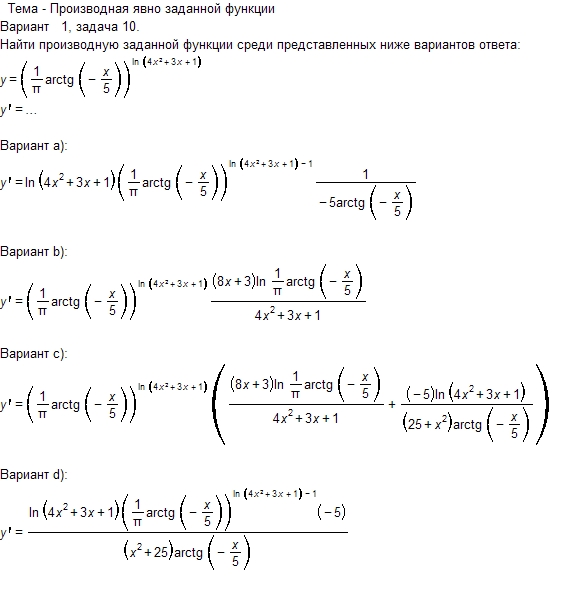 Тема - Производная явно заданной функции
Вариант 1, задача 10.
Найти производную заданной функции среди представленных ниже вариантов ответа:
y = (1/π arctg(−x/5))^ln(4x²+3x+1)
y' = ...
Вариант a):
y' = ln(4x²+3x+1)(1/π arctg(−x/5))^(ln(4x²+3x+1)−1) 1/(−5arctg(−x/5))
Вариант b):
y' = (1/π arctg(−x/5))^ln(4x²+3x+1) (8x+3)ln 1/π arctg(−x/5)/(4x²+3x+1)
Вариант c):
y' = (1/π arctg(−x/5))^ln(4x²+3x+1) ((8x+3)ln 1/π arctg(−x/5)/(4x²+3x+1) + (−5)ln(4x²+3x+1)/((25+x²)arctg(−x/5)))
Вариант d):
y' = ln(4x²+3x+1)(1/π arctg(−x/5))^(ln(4x²+3x+1)−1) (−5)/((x²+25)arctg(−x/5))